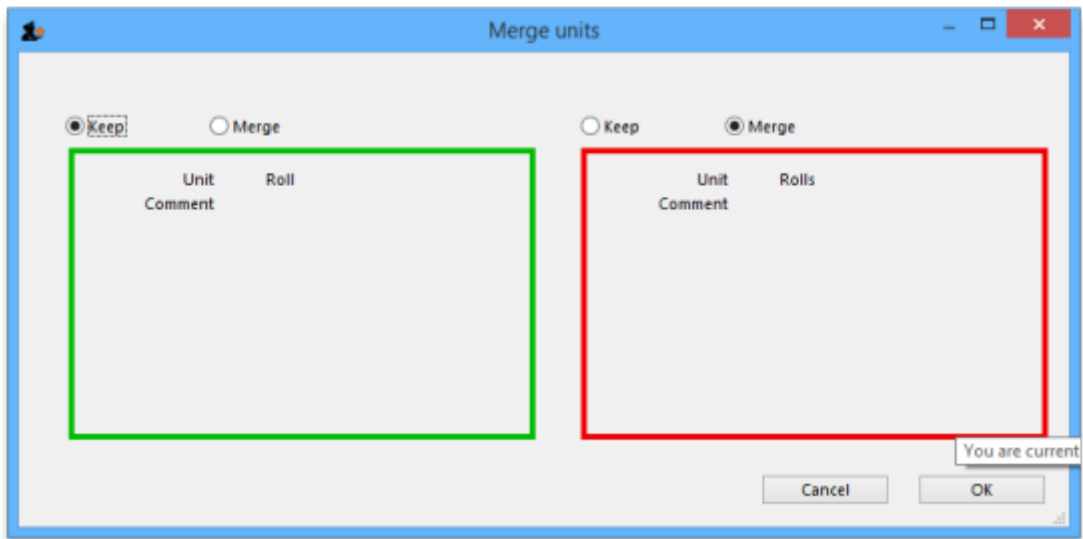 Merge units
Keep Merge Keep Merge
Unit Roll
Comment
Unit Rolls
Comment
You are current
Cancel OK